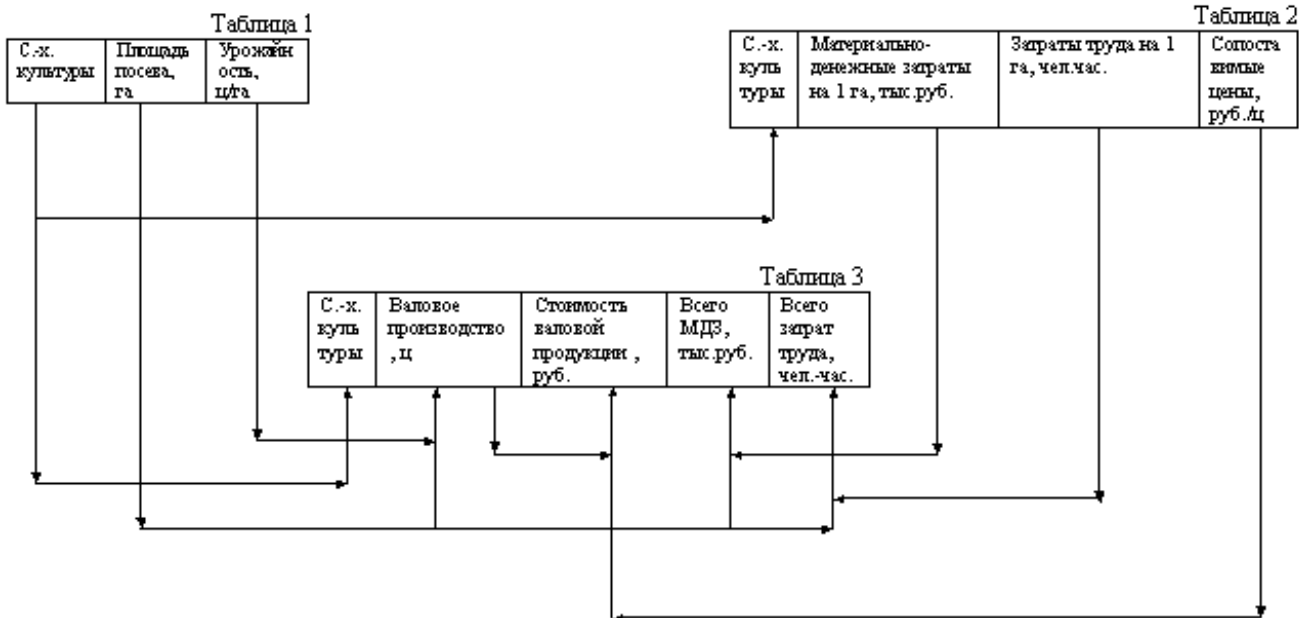 Таблица 1
С.-х.
культуры
Площадь
посева,
га
Урожайн
ость,
ц/га
Таблица 2
С.-х.
куль
туры
Материально-
денежные затраты
на 1 га, тыс.руб.
Затраты труда на 1
га, чел.час.
Сопоста
вимые
цены,
руб./ц
Таблица 3
С.-х.
куль
туры
Валовое
производство
, ц
Стоимость
валовой
продукции ,
руб.
Всего
МДЗ,
тыс.руб.
Всего
затрат
труда,
чел.-час.